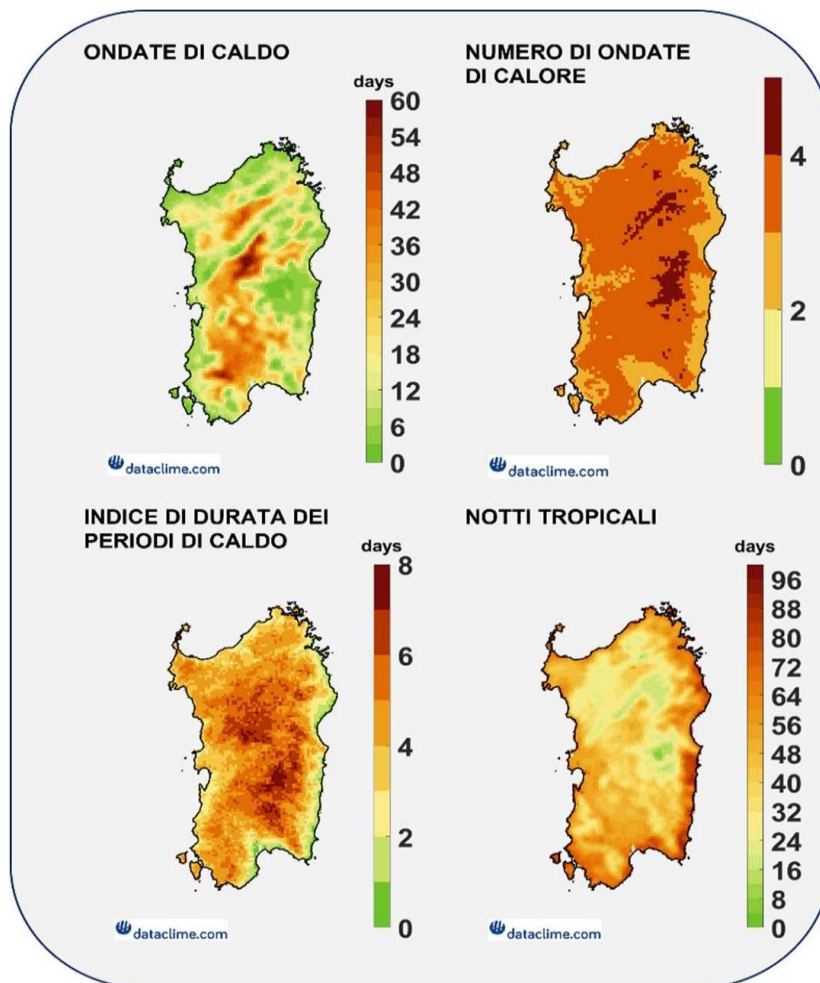 ONDATE DI CALDO
days
60
54
48
42
36
30
24
18
12
6
0
dataclime.com
NUMERO DI ONDATE
DI CALORE
4
2
0
dataclime.com
INDICE DI DURATA DEI
PERIODI DI CALDO
days
8
6
4
2
0
dataclime.com
NOTTI TROPICALI
days
96
88
80
72
64
56
48
40
32
24
16
8
0
dataclime.com